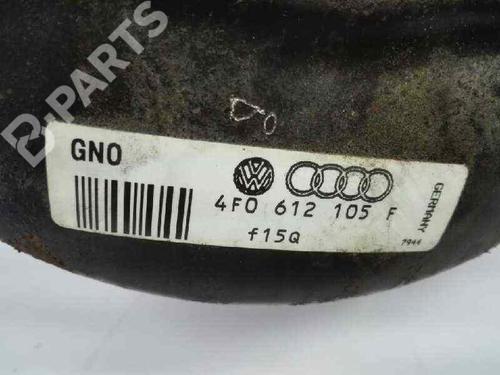 B-PARTS
GNO
4F0 612 105 F
f15Q
GERMANY
7944